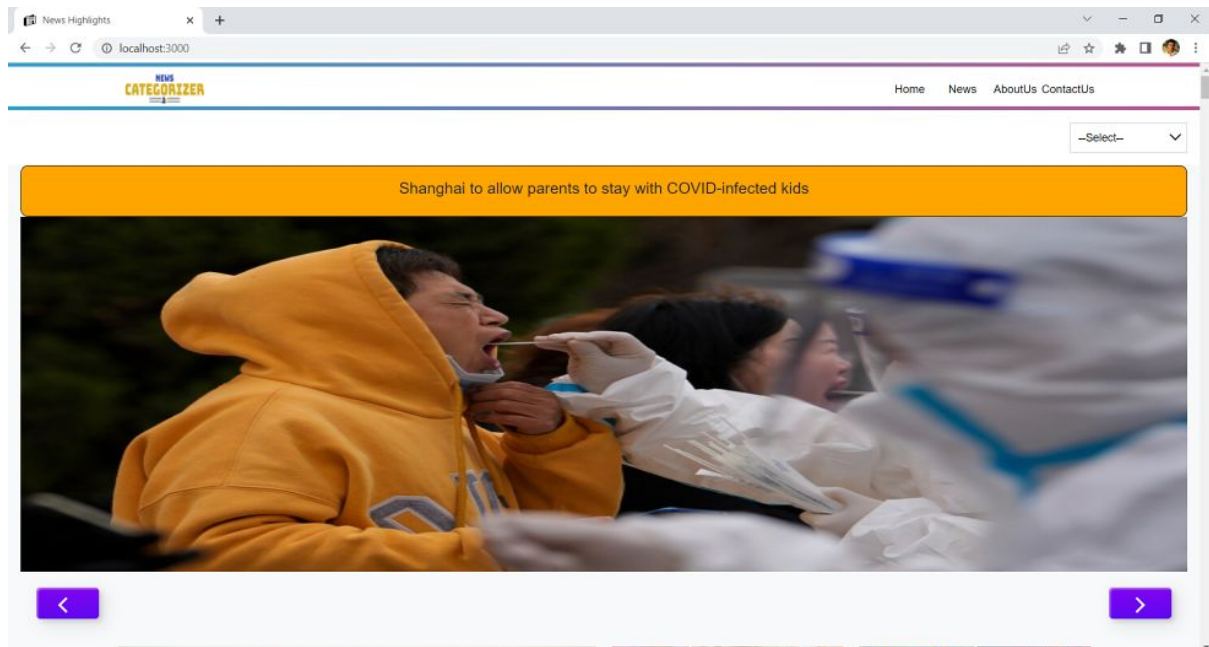 News Highlights
localhost:3000
NEWS
CATEGORIZER
Home News AboutUs ContactUs
--Select--
Shanghai to allow parents to stay with COVID-infected kids